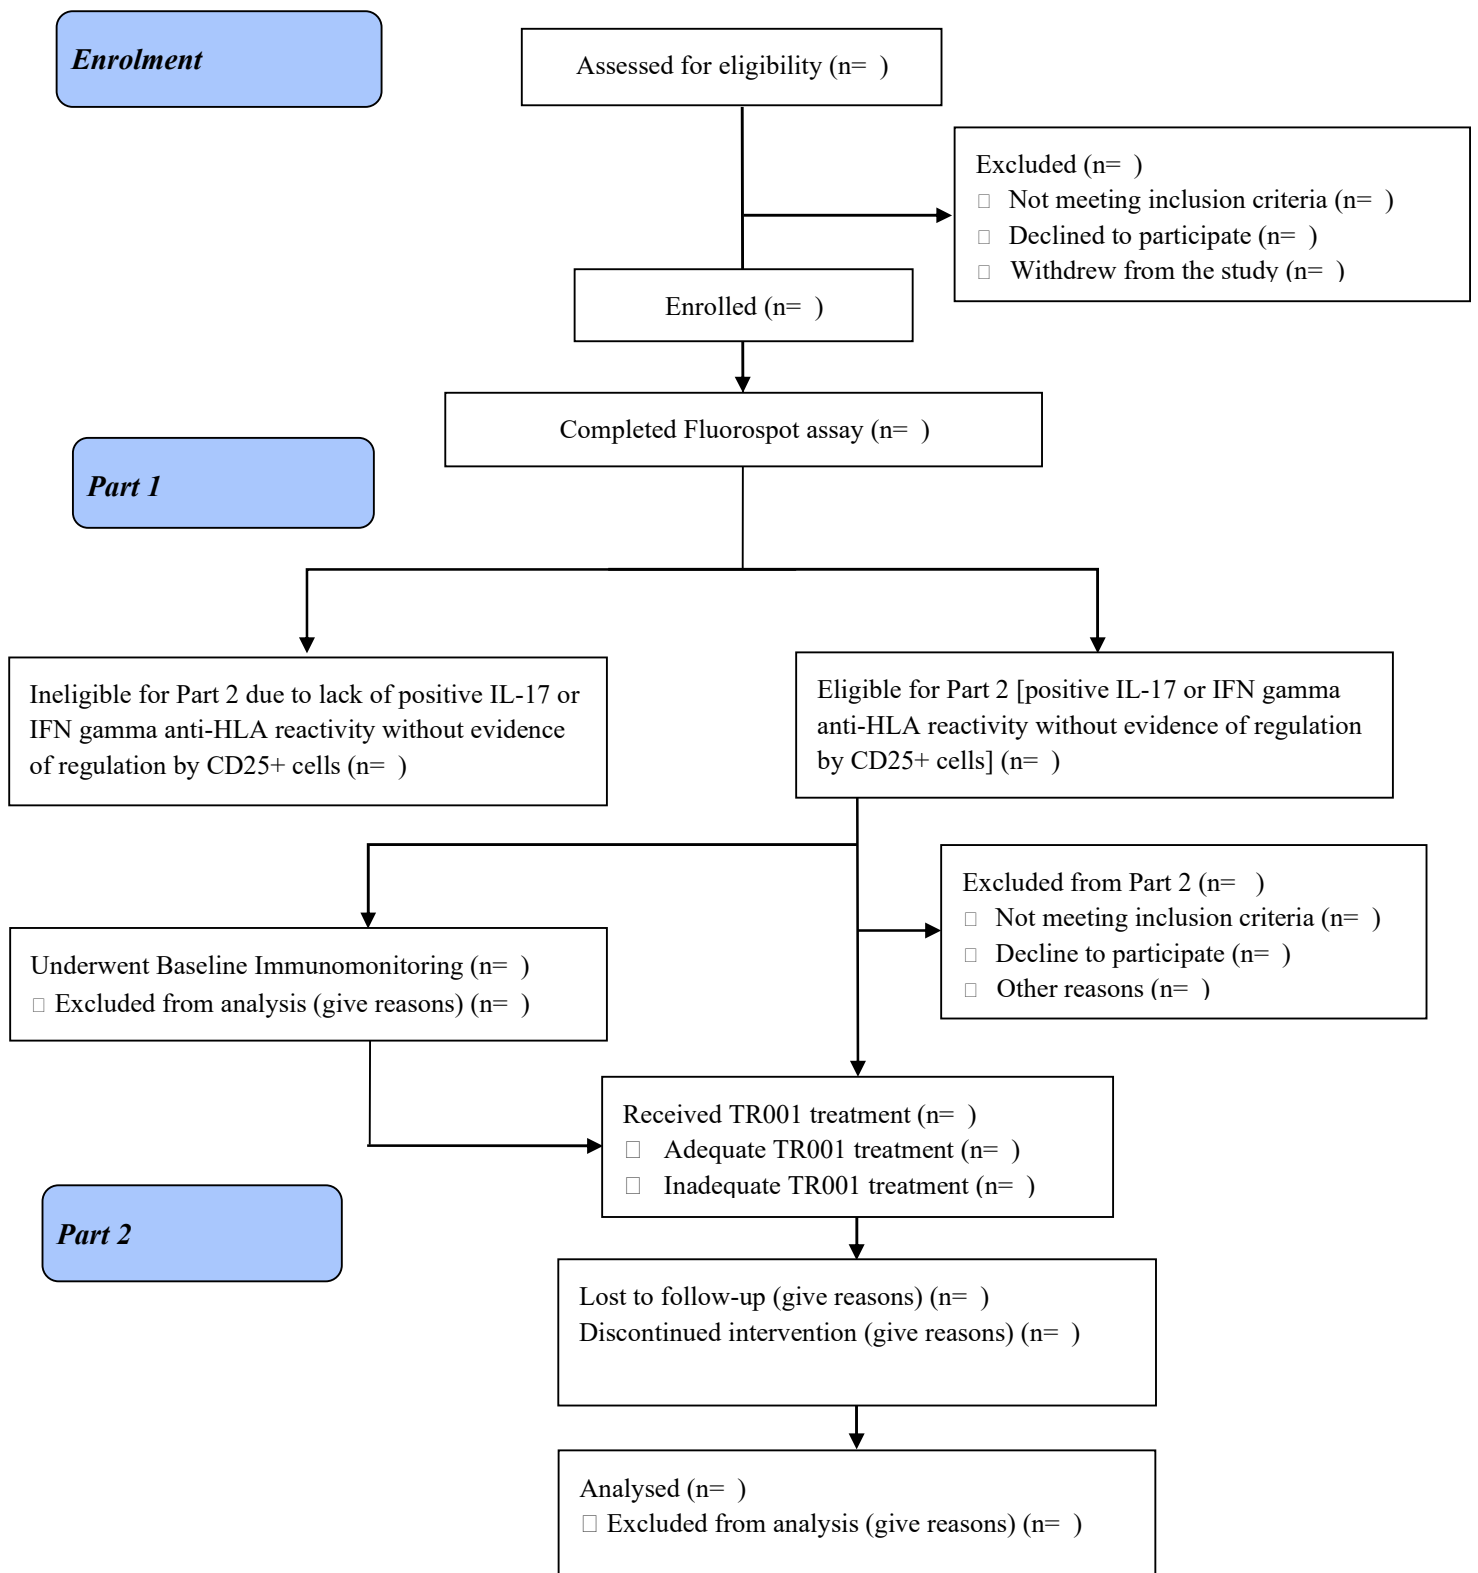 Enrolment
Assessed for eligibility (n=  )
Excluded (n=  )
□ Not meeting inclusion criteria (n=  )
□ Declined to participate (n=  )
□ Withdrew from the study (n=  )
Enrolled (n=  )
Completed Fluorospot assay (n=  )
Part 1
Ineligible for Part 2 due to lack of positive IL-17 or
IFN gamma anti-HLA reactivity without evidence
of regulation by CD25+ cells (n=  )
Eligible for Part 2 [positive IL-17 or IFN gamma
anti-HLA reactivity without evidence of regulation
by CD25+ cells] (n=  )
Excluded from Part 2 (n=   )
□ Not meeting inclusion criteria (n=  )
□ Decline to participate (n=  )
□ Other reasons (n=  )
Underwent Baseline Immunomonitoring (n=  )
□ Excluded from analysis (give reasons) (n=  )
Received TR001 treatment (n=  )
□ Adequate TR001 treatment (n=  )
□ Inadequate TR001 treatment (n=  )
Part 2
Lost to follow-up (give reasons) (n=  )
Discontinued intervention (give reasons) (n=  )
Analysed (n=  )
□ Excluded from analysis (give reasons) (n=  )